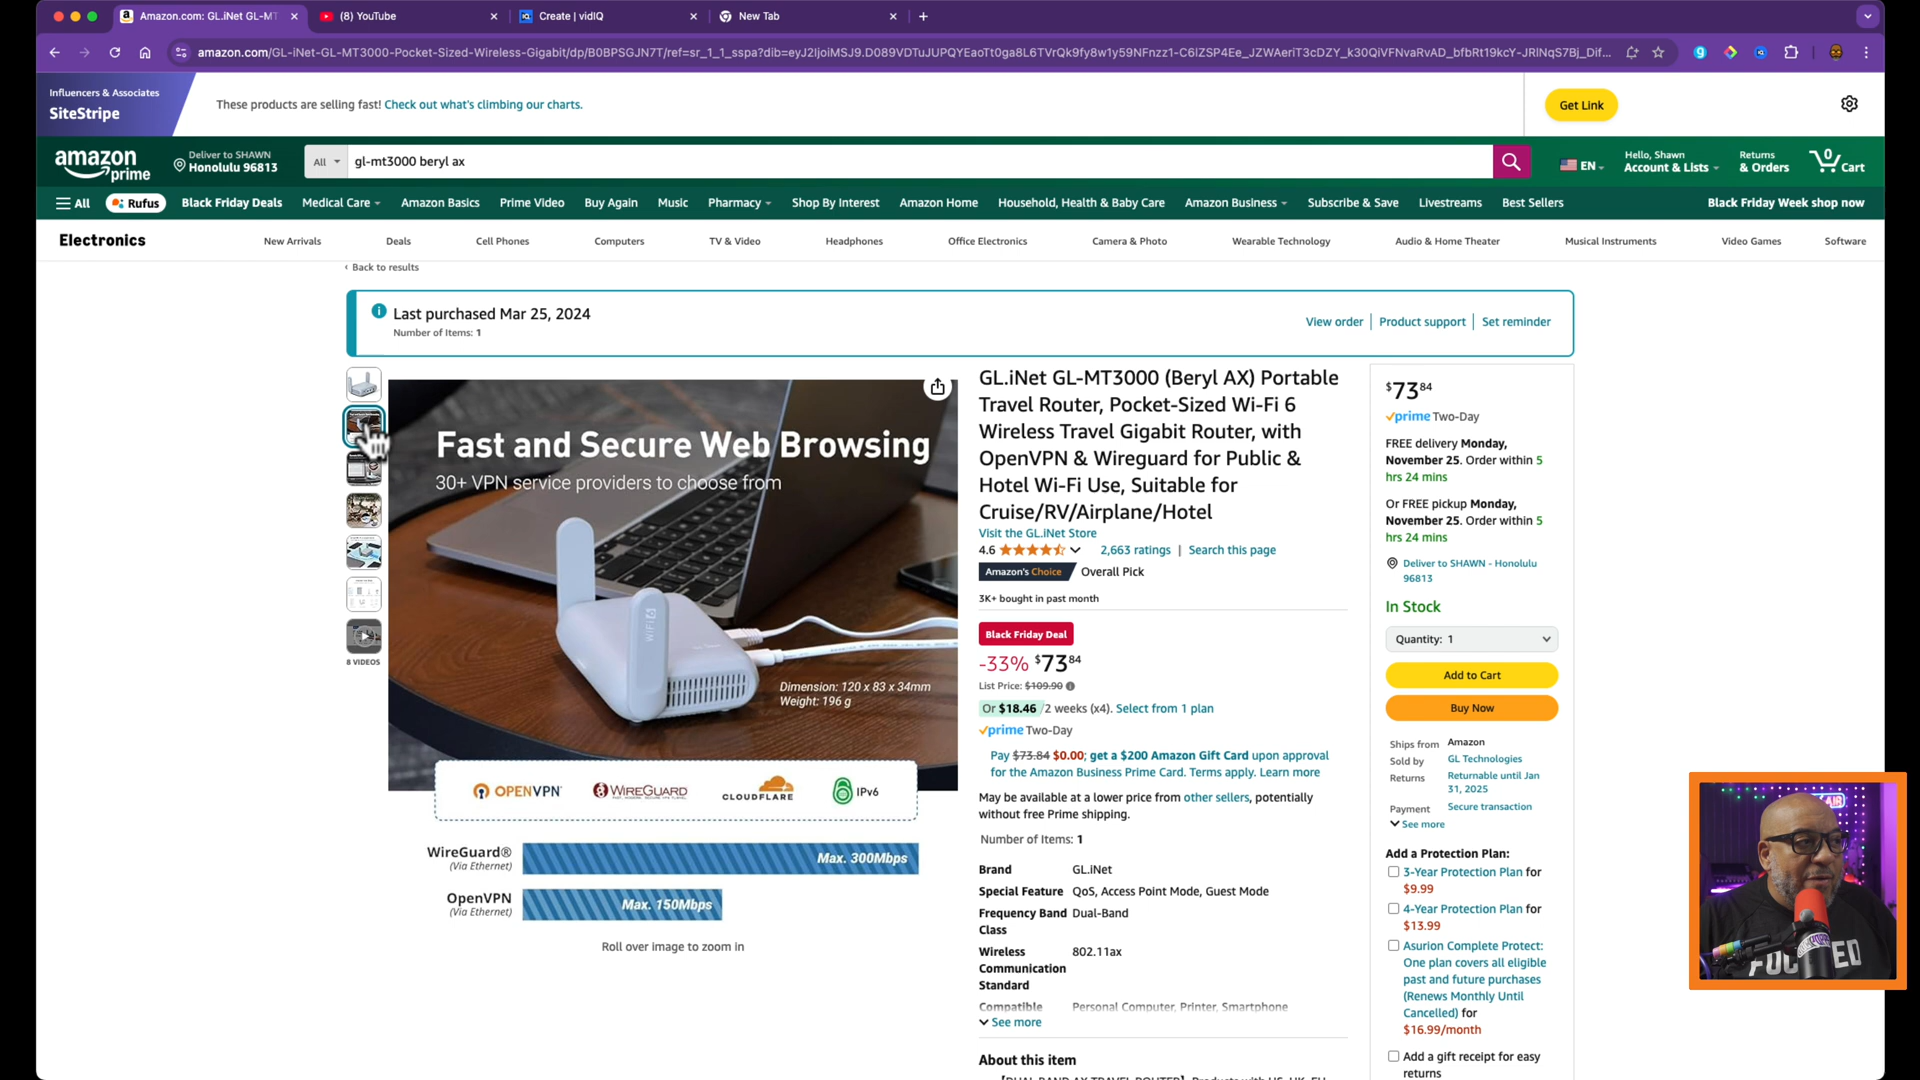 Amazon.com: GL.iNet GL-MT
(8) YouTube
Create | vidIQ
New Tab
amazon.com/GL-iNet-GL-MT3000-Pocket-Sized-Wireless-Gigabit/dp/B0BPSGJN7T/ref=sr_1_1_sspa?
Influencers & Associates
SiteStripe
These products are selling fast! Check out what's climbing our charts.
Get Link
amazon
prime
Deliver to SHAWN
Honolulu 96813
All
gl-mt3000 beryl ax
EN
Hello, Shawn
Account & Lists
Returns
& Orders
0
Cart
All
Rufus
Black Friday Deals
Medical Care
Amazon Basics
Prime Video
Buy Again
Music
Pharmacy
Shop By Interest
Amazon Home
Household, Health & Baby Care
Amazon Business
Subscribe & Save
Livestreams
Best Sellers
Black Friday Week shop now
Electronics
New Arrivals
Deals
Cell Phones
Computers
TV & Video
Headphones
Office Electronics
Camera & Photo
Wearable Technology
Audio & Home Theater
Musical Instruments
Video Games
Software
‹ Back to results
Last purchased Mar 25, 2024
Number of Items: 1
View order
Product support
Set reminder
8 VIDEOS
Fast and Secure Web Browsing
30+ VPN service providers to choose from
WiFi6
Dimension: 120 x 83 x 34mm
Weight: 196 g
OPENVPN
WIREGUARD
CLOUDFLARE
IPv6
WireGuard®
(Via Ethernet)
Max. 300Mbps
OpenVPN
(Via Ethernet)
Max. 150Mbps
Roll over image to zoom in
GL.iNet GL-MT3000 (Beryl AX) Portable
Travel Router, Pocket-Sized Wi-Fi 6
Wireless Travel Gigabit Router, with
OpenVPN & Wireguard for Public &
Hotel Wi-Fi Use, Suitable for
Cruise/RV/Airplane/Hotel
Visit the GL.iNet Store
4.6
2,663 ratings | Search this page
Amazon's Choice
Overall Pick
3K+ bought in past month
Black Friday Deal
-33% $73 84
List Price: $109.90
Or $18.46 /2 weeks (x4). Select from 1 plan
prime Two-Day
Pay $73.84 $0.00; get a $200 Amazon Gift Card upon approval
for the Amazon Business Prime Card. Terms apply. Learn more
May be available at a lower price from other sellers, potentially
without free Prime shipping.
Number of Items: 1
Brand GL.iNet
Special Feature QoS, Access Point Mode, Guest Mode
Frequency Band Dual-Band
Class
Wireless 802.11ax
Communication
Standard
Compatible Personal Computer, Printer, Smartphone
See more
About this item
$73 84
prime Two-Day
FREE delivery Monday,
November 25. Order within 5
hrs 24 mins
Or FREE pickup Monday,
November 25. Order within 5
hrs 24 mins
Deliver to SHAWN - Honolulu
96813
In Stock
Quantity: 1
Add to Cart
Buy Now
Ships from Amazon
Sold by GL Technologies
Returns Returnable until Jan
31, 2025
Payment Secure transaction
See more
Add a Protection Plan:
3-Year Protection Plan for
$9.99
4-Year Protection Plan for
$13.99
Asurion Complete Protect:
One plan covers all eligible
past and future purchases
(Renews Monthly Until
Cancelled) for
$16.99/month
Add a gift receipt for easy
returns